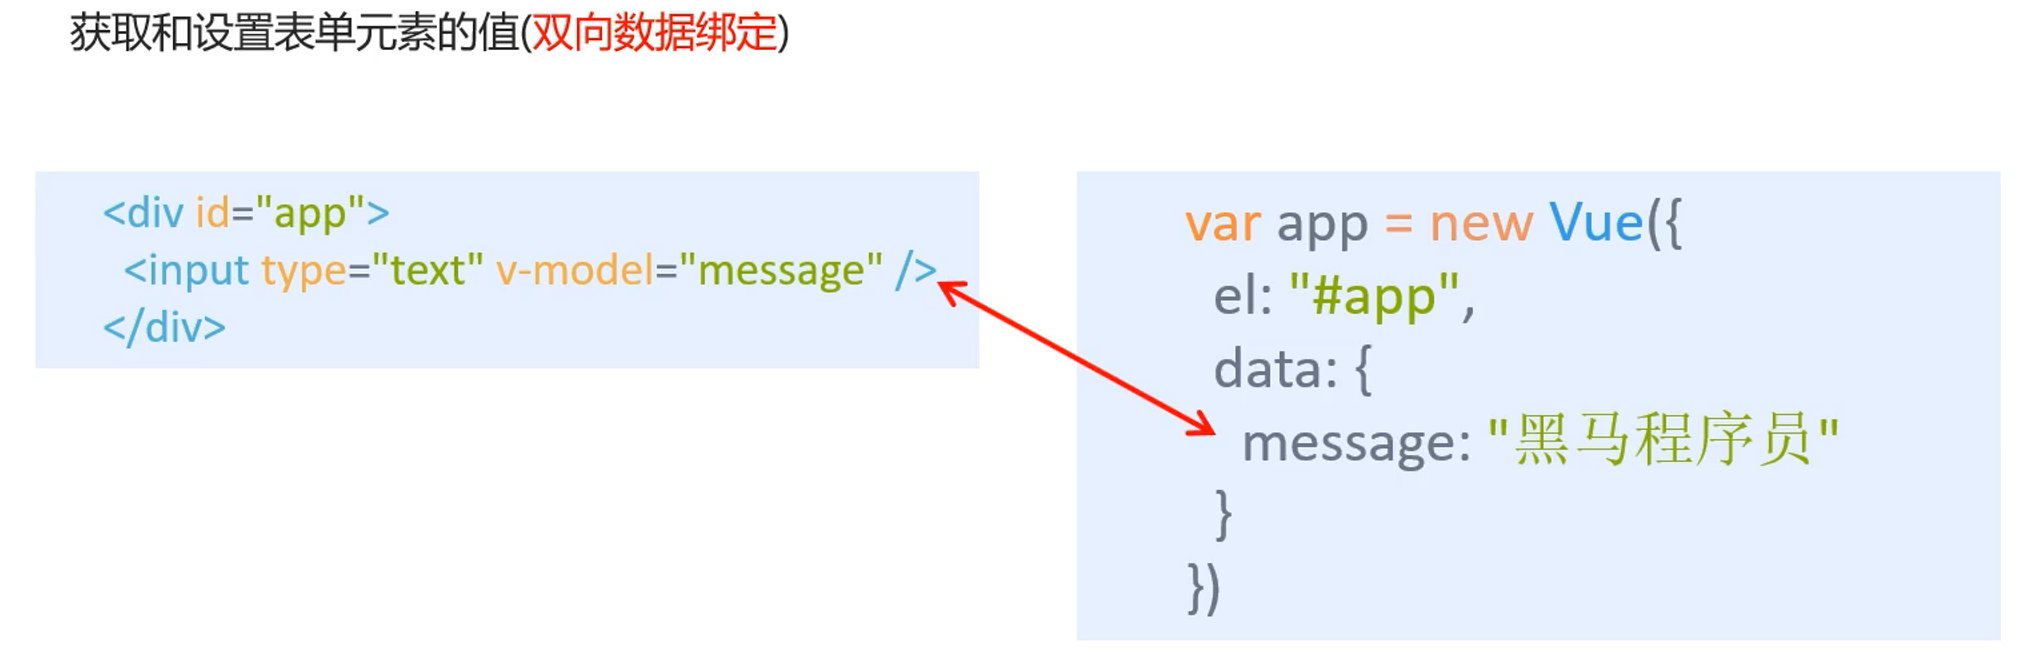 获取和设置表单元素的值(双向数据绑定)
<div id="app">
<input type="text" v-model="message" />
</div>
var app = new Vue({
el: "#app",
data: {
message: "黑马程序员"
}
})